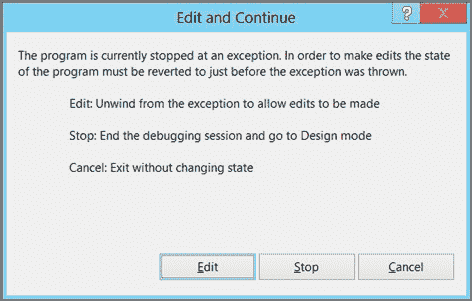 Edit and Continue
?
X
The program is currently stopped at an exception. In order to make edits the state
of the program must be reverted to just before the exception was thrown.
Edit: Unwind from the exception to allow edits to be made
Stop: End the debugging session and go to Design mode
Cancel: Exit without changing state
Edit
Stop
Cancel